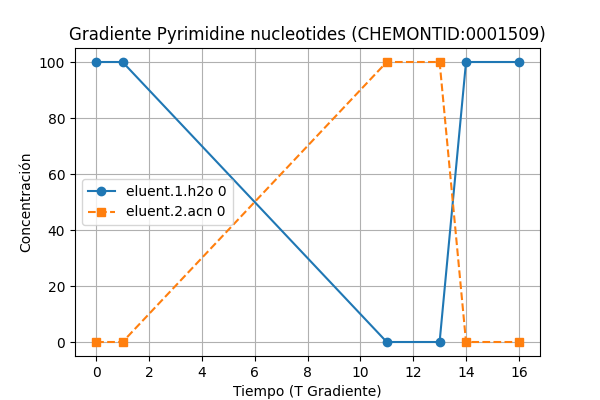 Gradiente Pyrimidine nucleotides (CHEMONTID:0001509)
Concentración
100
80
60
40
20
0
eluent.1.h2o 0
eluent.2.acn 0
0 2 4 6 8 10 12 14 16
Tiempo (T Gradiente)